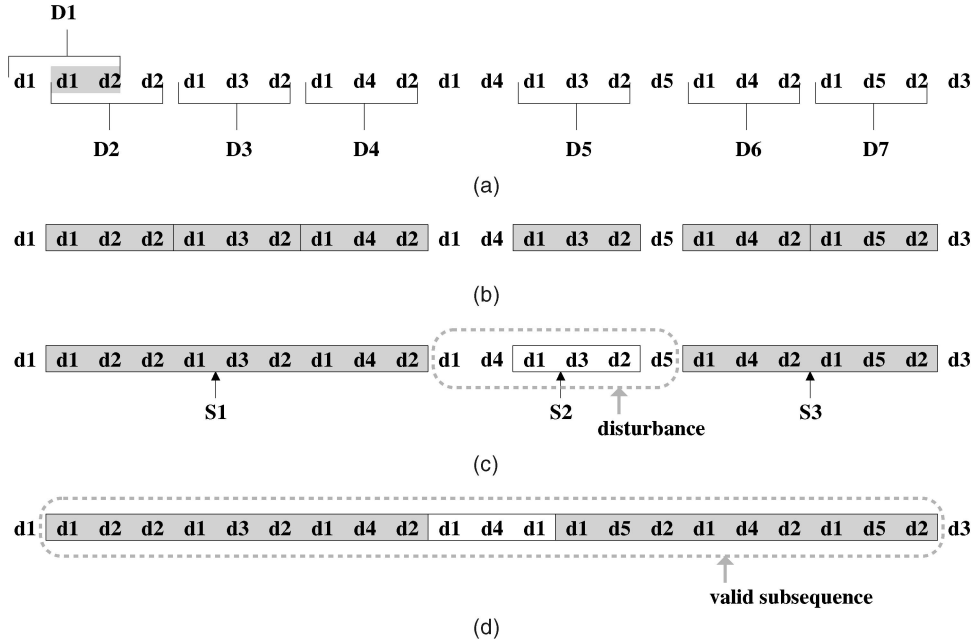 D1
d1 d1 d2 d2 d1 d3 d2 d1 d4 d2 d1 d4 d1 d3 d2 d5 d1 d4 d2 d1 d5 d2 d3
D2 D3 D4 D5 D6 D7
(a)
d1 d1 d2 d2 d1 d3 d2 d1 d4 d2 d1 d4 d1 d3 d2 d5 d1 d4 d2 d1 d5 d2 d3
(b)
d1 d1 d2 d2 d1 d3 d2 d1 d4 d2 d1 d4 d1 d3 d2 d5 d1 d4 d2 d1 d5 d2 d3
S1 S2 S3
disturbance
(c)
d1 d1 d2 d2 d1 d3 d2 d1 d4 d2 d1 d4 d1 d1 d5 d2 d1 d4 d2 d1 d5 d2 d3
valid subsequence
(d)